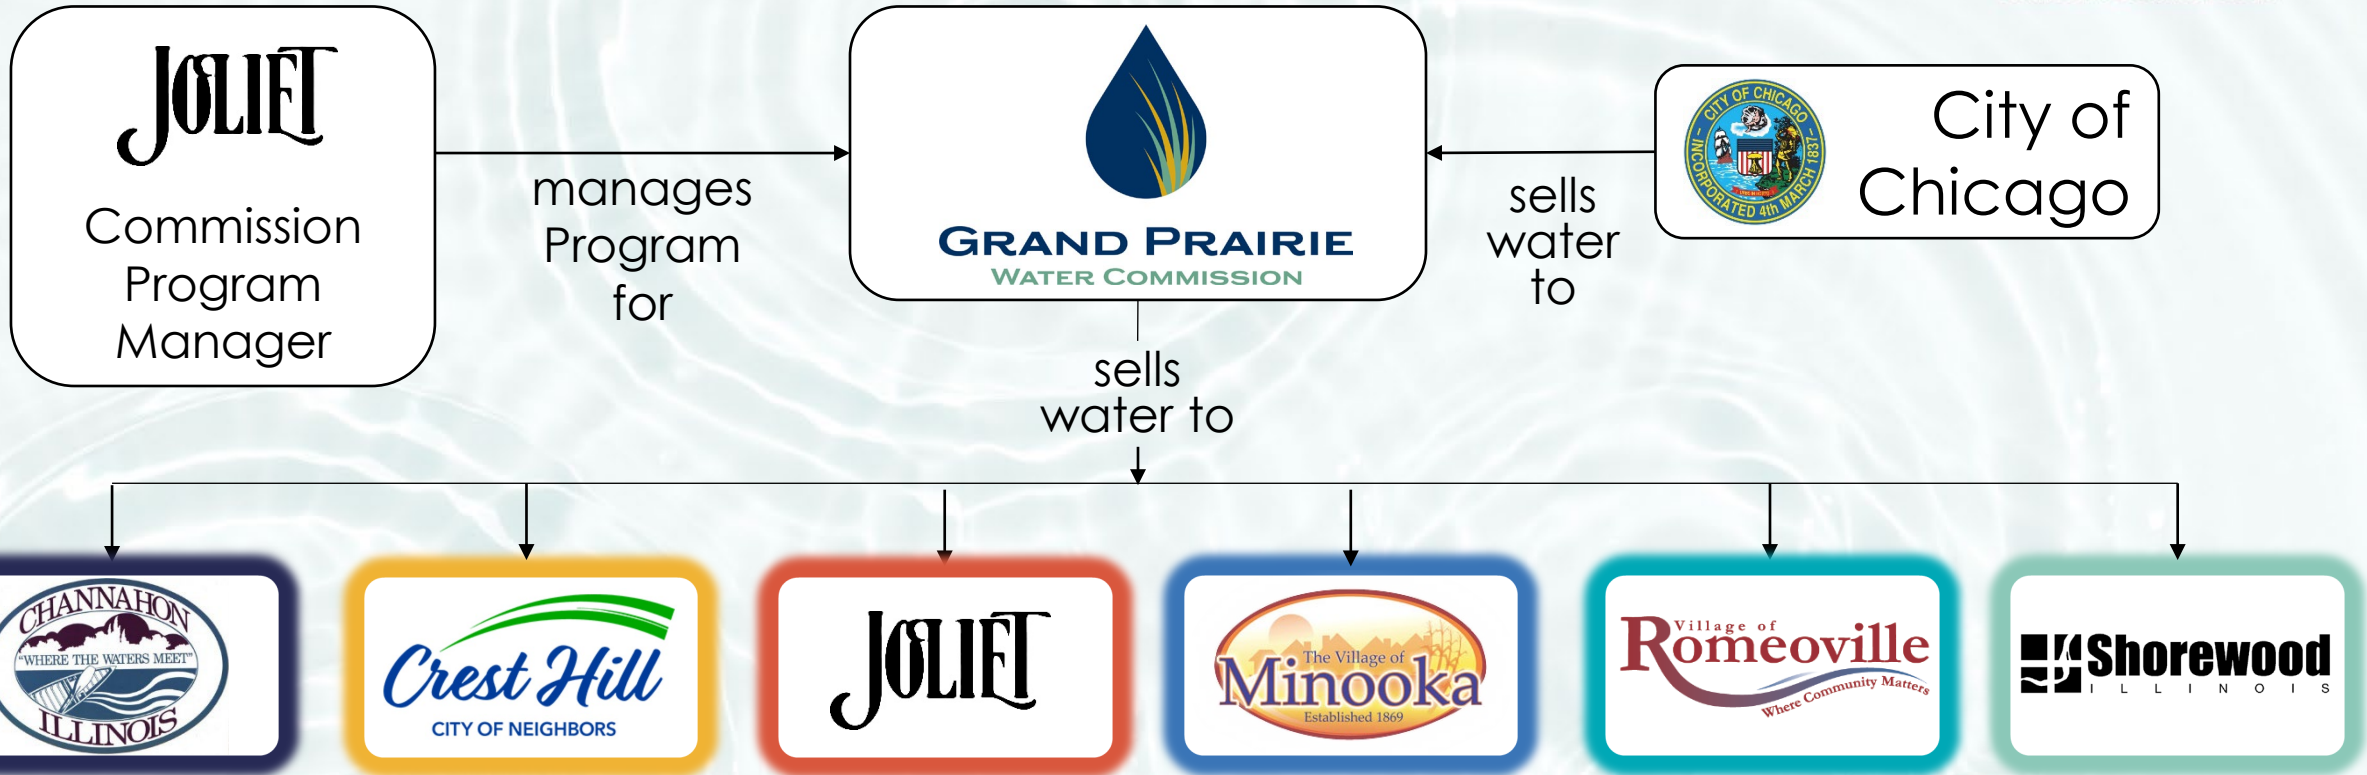 JOLIET
Commission
Program
Manager
manages
Program
for
GRAND PRAIRIE
WATER COMMISSION
sells
water
to
CITY OF CHICAGO
INCORPORATED 4th MARCH 1837
City of
Chicago
sells
water to
CHANNAHON
"WHERE THE WATERS MEET"
ILLINOIS
Crest Hill
CITY OF NEIGHBORS
JOLIET
The Village of
Minooka
Established 1869
Village of
Romeoville
Where Community Matters
Shorewood
ILLINOIS